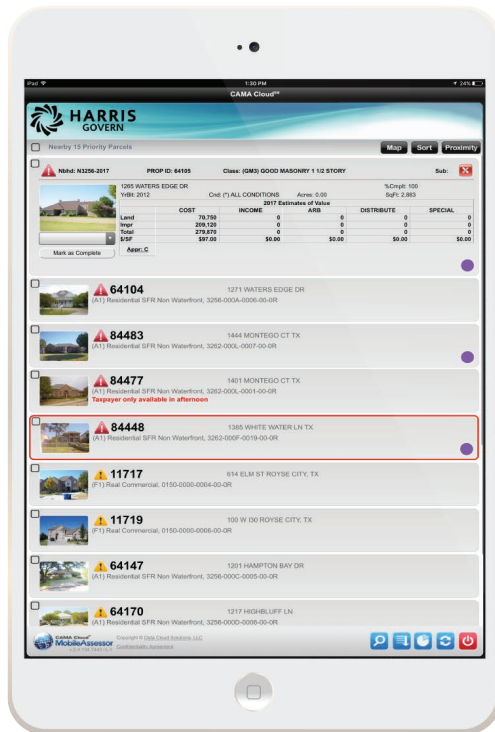 iPad 1:30 PM 24%
CAMA Cloud℠
HARRIS
GOVERN
Nearby 15 Priority Parcels Map Sort Proximity
Nbhd: N3256-2017 PROP ID: 64105 Class: (GM3) GOOD MASONRY 1 1/2 STORY Sub: X
1265 WATERS EDGE DR %Cmplt: 100
YrBlt: 2012 Cnd: (*) ALL CONDITIONS Acres: 0.00 SqFt: 2,883
2017 Estimates of Value
COST INCOME ARB DISTRIBUTE SPECIAL
Land 70,750 0 0 0 0
Impr 209,120 0 0 0 0
Total 279,870 0 0 0 0
$/SF $97.00 $0.00 $0.00 $0.00 $0.00
Mark as Complete Appr: C
64104 1271 WATERS EDGE DR
(A1) Residential SFR Non Waterfront, 3256-000A-0006-00-0R
84483 1444 MONTEGO CT TX
(A1) Residential SFR Non Waterfront, 3262-000L-0007-00-0R
84477 1401 MONTEGO CT TX
(A1) Residential SFR Non Waterfront, 3262-000L-0001-00-0R
Taxpayer only available in afternoon
84448 1385 WHITE WATER LN TX
(A1) Residential SFR Non Waterfront, 3262-000F-0019-00-0R
11717 814 ELM ST ROYSE CITY, TX
(F1) Real Commercial, 0150-0000-0004-00-0R
11719 100 W I30 ROYSE CITY, TX
(F1) Real Commercial, 0150-0000-0006-00-0R
64147 1201 HAMPTON BAY DR
(A1) Residential SFR Non Waterfront, 3256-000C-0005-00-0R
64170 1217 HIGHBLUFF LN
(A1) Residential SFR Non Waterfront, 3256-000D-0008-00-0R
CAMA Cloud℠ Copyright © Data Cloud Solutions, LLC
MobileAssessor Confidentiality Agreement